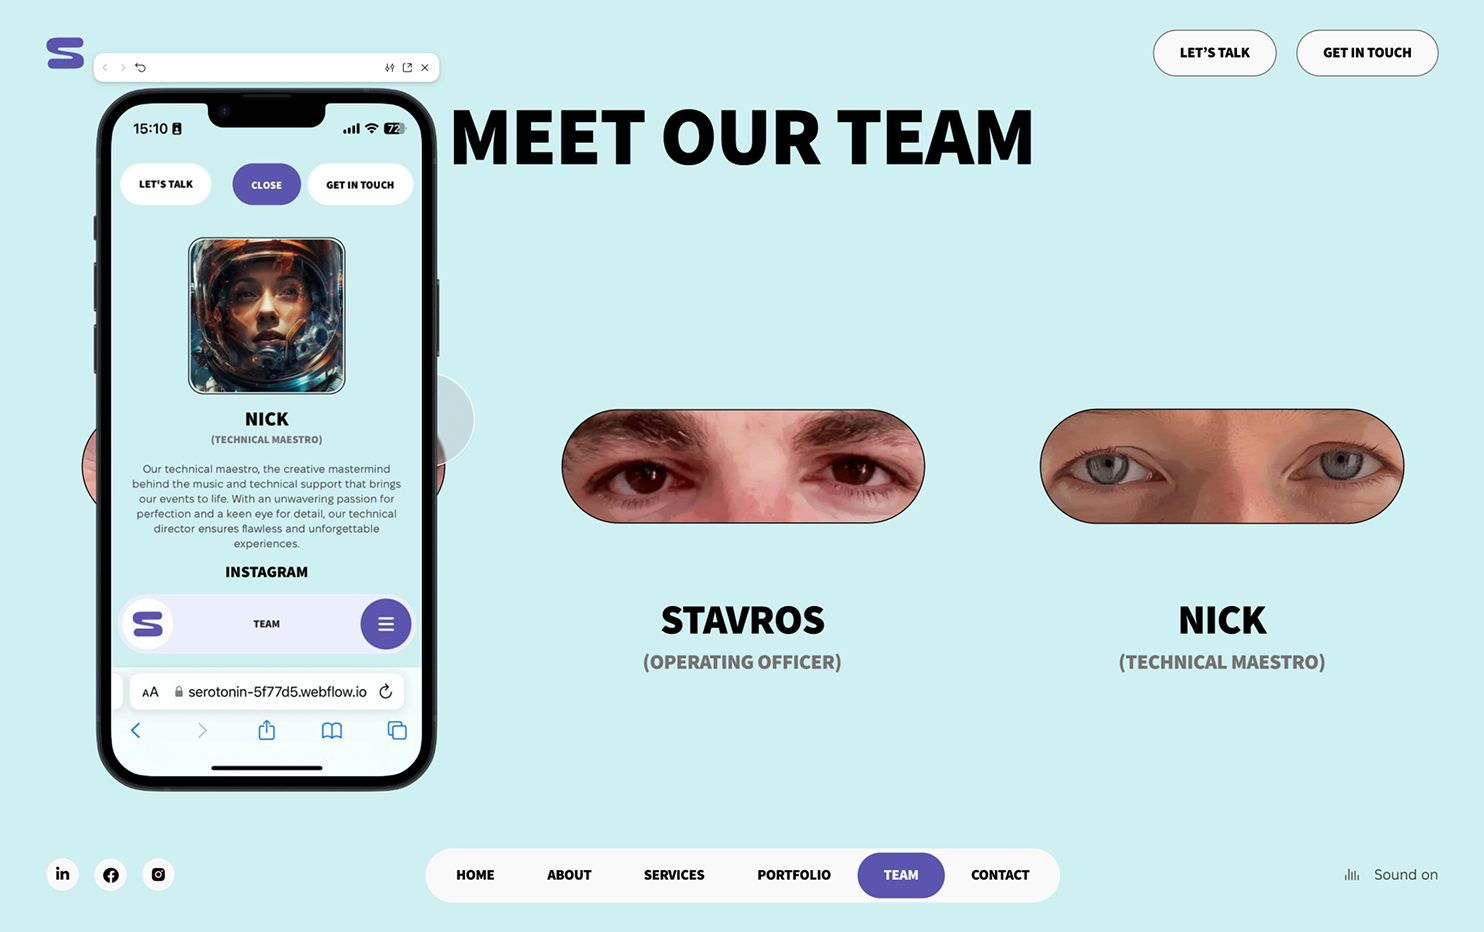 LET'S TALK
GET IN TOUCH
MEET OUR TEAM
15:10
72
LET'S TALK
CLOSE
GET IN TOUCH
NICK
(TECHNICAL MAESTRO)
Our technical maestro, the creative mastermind
behind the music and technical support that brings
our events to life. With an unwavering passion for
perfection and a keen eye for detail, our technical
director ensures flawless and unforgettable
experiences.
INSTAGRAM
TEAM
AA
serotonin-5f77d5.webflow.io
STAVROS
(OPERATING OFFICER)
NICK
(TECHNICAL MAESTRO)
in
HOME
ABOUT
SERVICES
PORTFOLIO
TEAM
CONTACT
Sound on